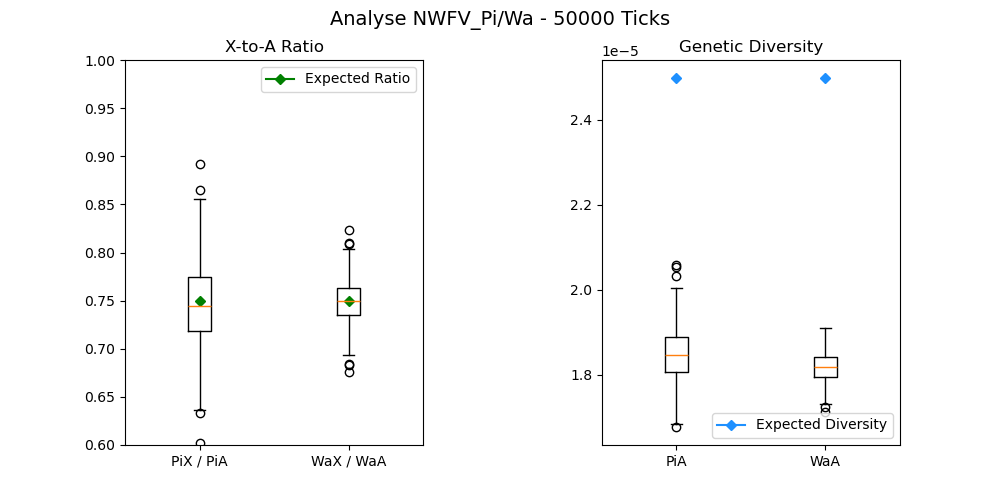 Analyse NWFV_Pi/Wa - 50000 Ticks
X-to-A Ratio
1.00
0.95
0.90
0.85
0.80
0.75
0.70
0.65
0.60
Expected Ratio
PiX / PiA
WaX / WaA
Genetic Diversity
1e−5
2.4
2.2
2.0
1.8
Expected Diversity
PiA
WaA